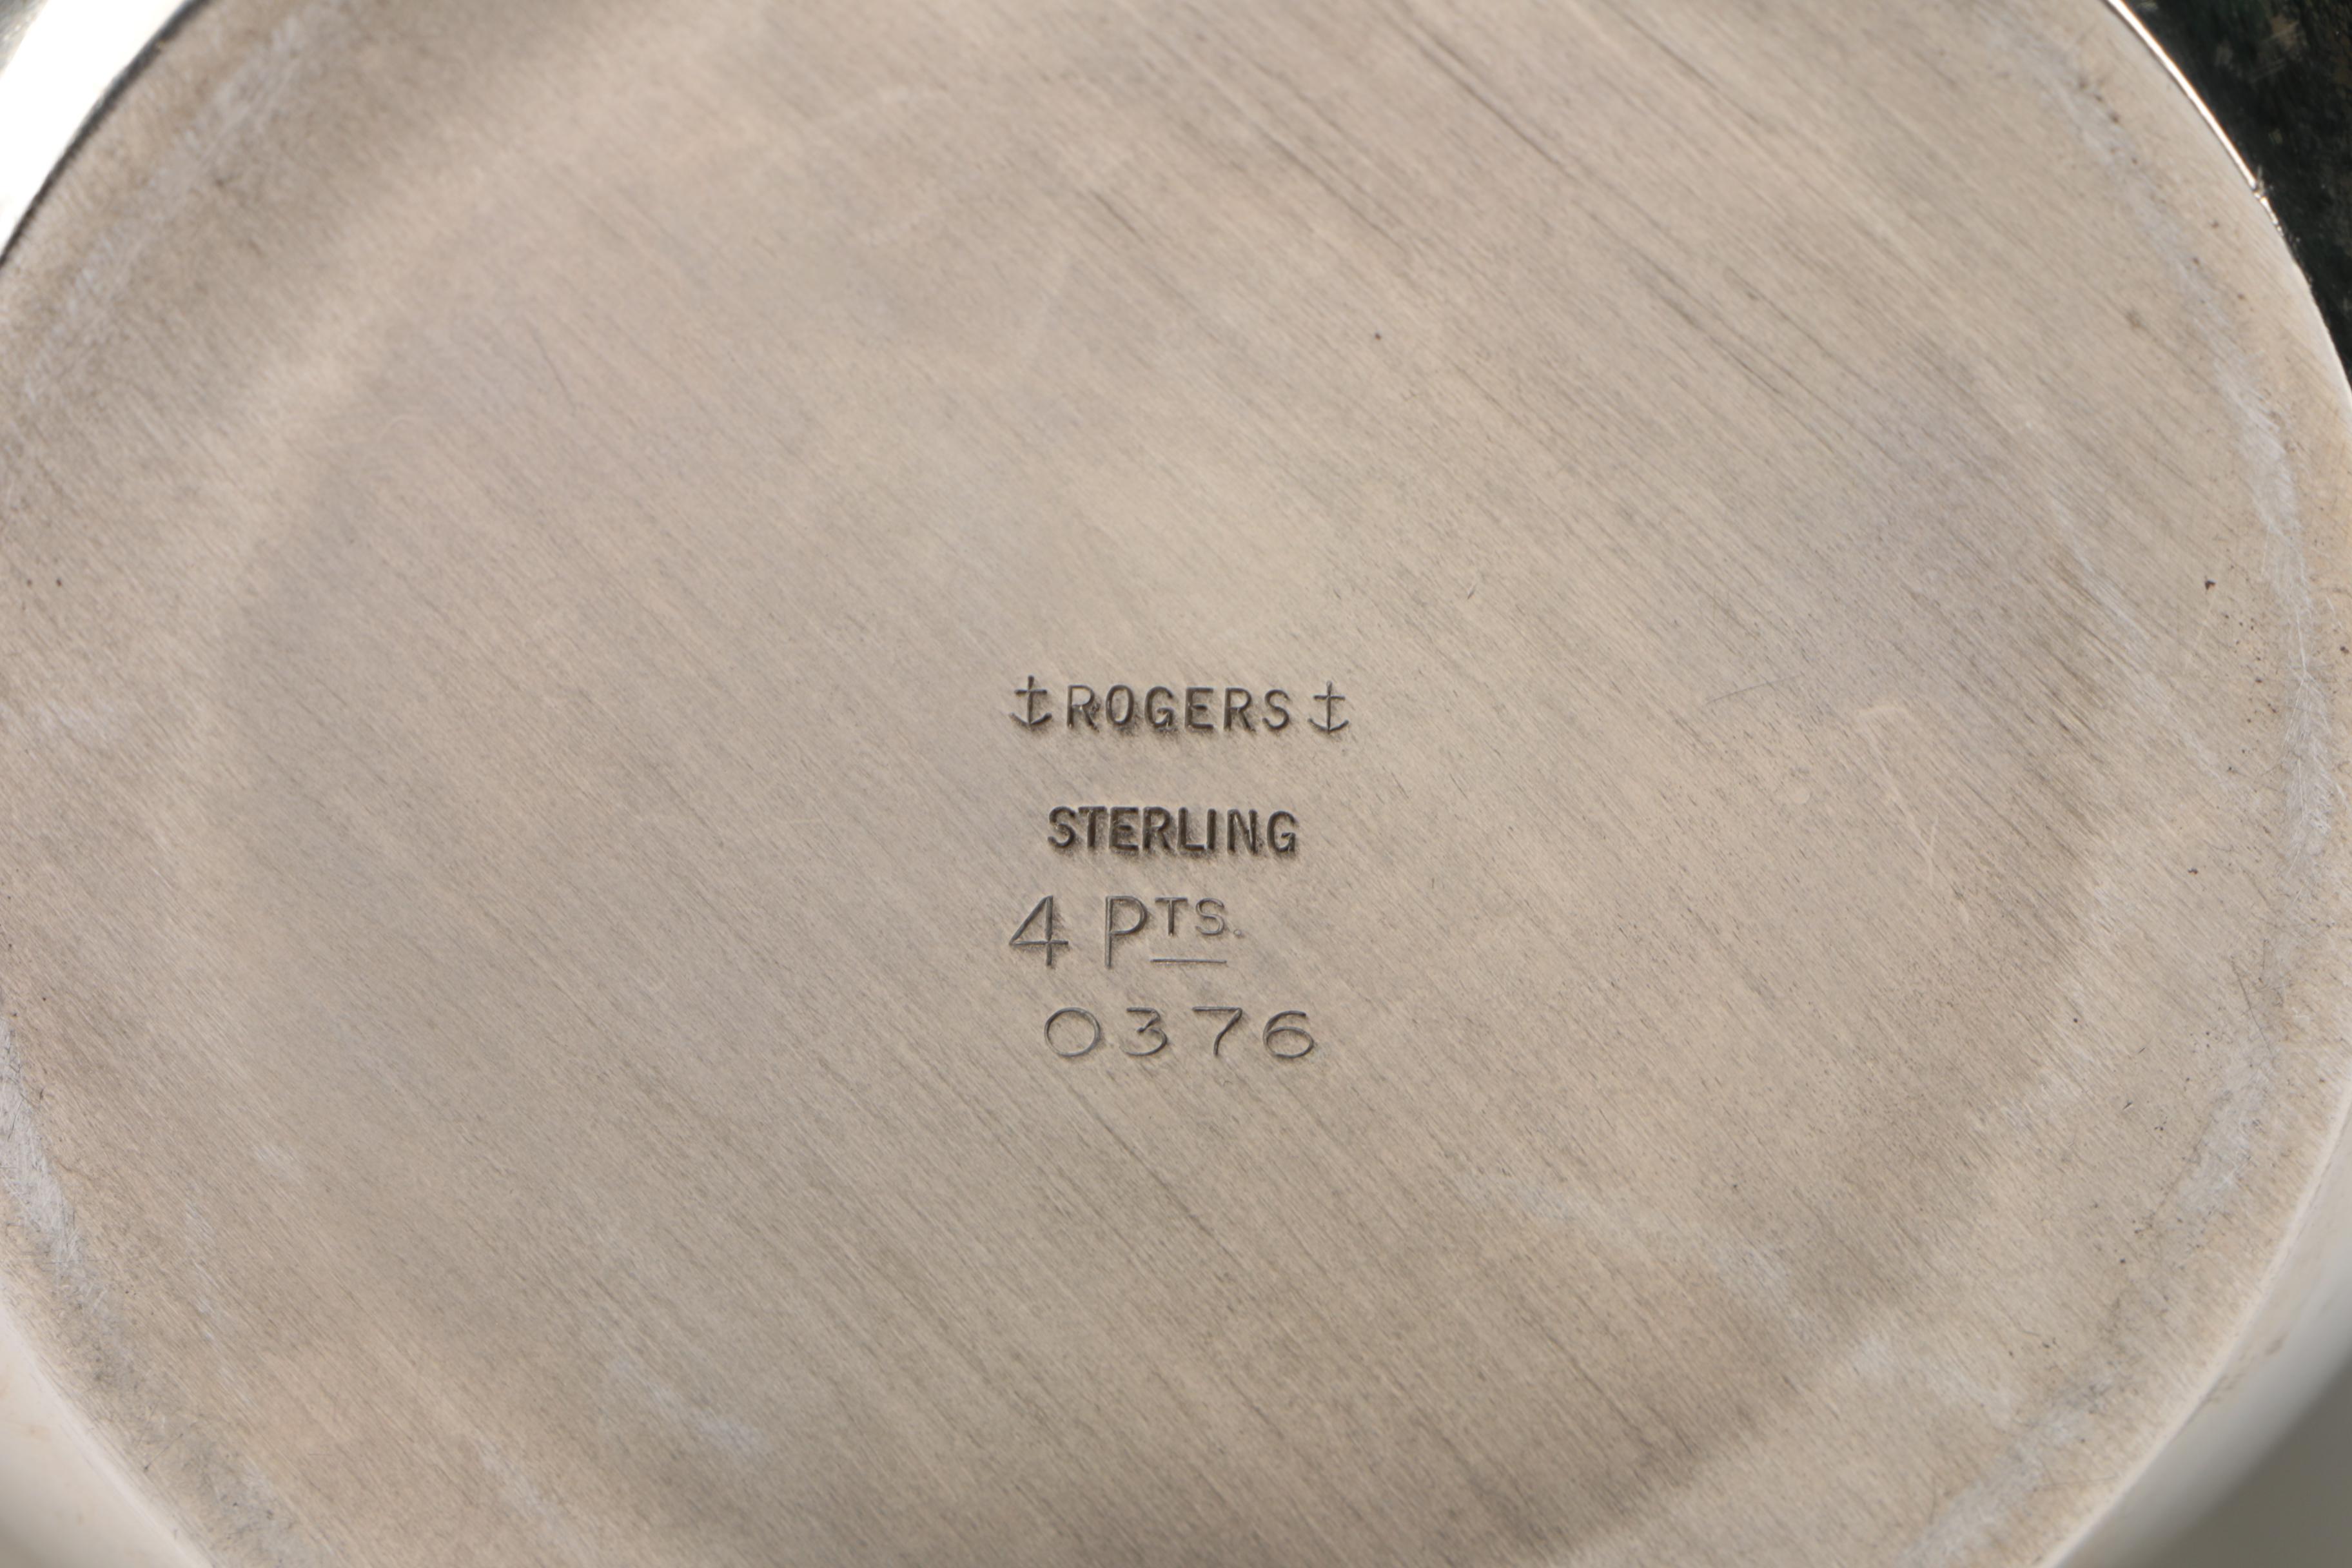 ⚓ROGERS⚓
STERLING
4 PTS.
0376